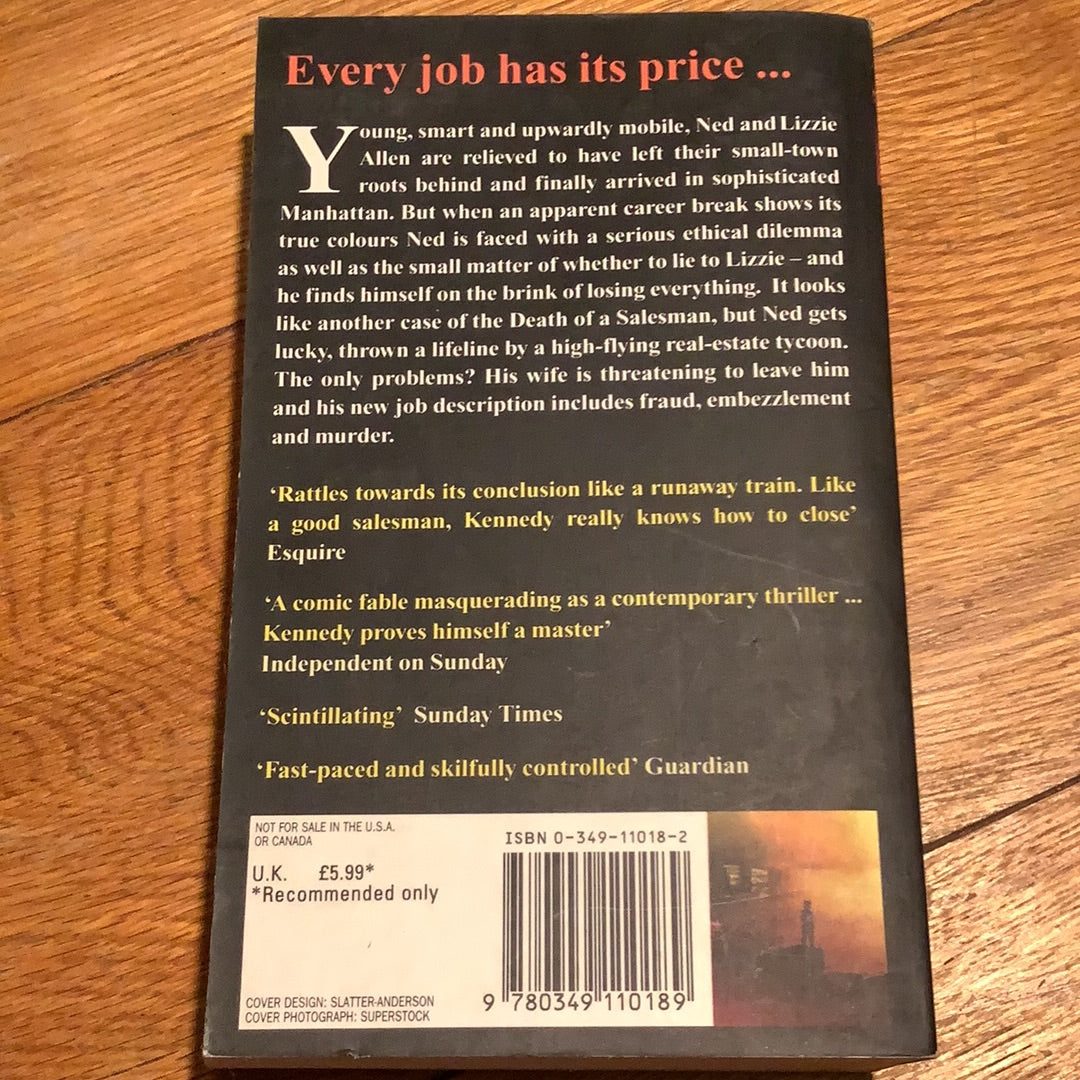 Every job has its price ...
Young, smart and upwardly mobile, Ned and Lizzie
Allen are relieved to have left their small-town
roots behind and finally arrived in sophisticated
Manhattan. But when an apparent career break shows its
true colours Ned is faced with a serious ethical dilemma
as well as the small matter of whether to lie to Lizzie – and
he finds himself on the brink of losing everything. It looks
like another case of the Death of a Salesman, but Ned gets
lucky, thrown a lifeline by a high-flying real-estate tycoon.
The only problems? His wife is threatening to leave him
and his new job description includes fraud, embezzlement
and murder.
‘Rattles towards its conclusion like a runaway train. Like
a good salesman, Kennedy really knows how to close’
Esquire
‘A comic fable masquerading as a contemporary thriller ...
Kennedy proves himself a master’
Independent on Sunday
‘Scintillating’ Sunday Times
‘Fast-paced and skilfully controlled’ Guardian
NOT FOR SALE IN THE U.S.A.
OR CANADA
U.K. £5.99*
*Recommended only
ISBN 0-349-11018-2
9 780349 110189
COVER DESIGN: SLATTER-ANDERSON
COVER PHOTOGRAPH: SUPERSTOCK